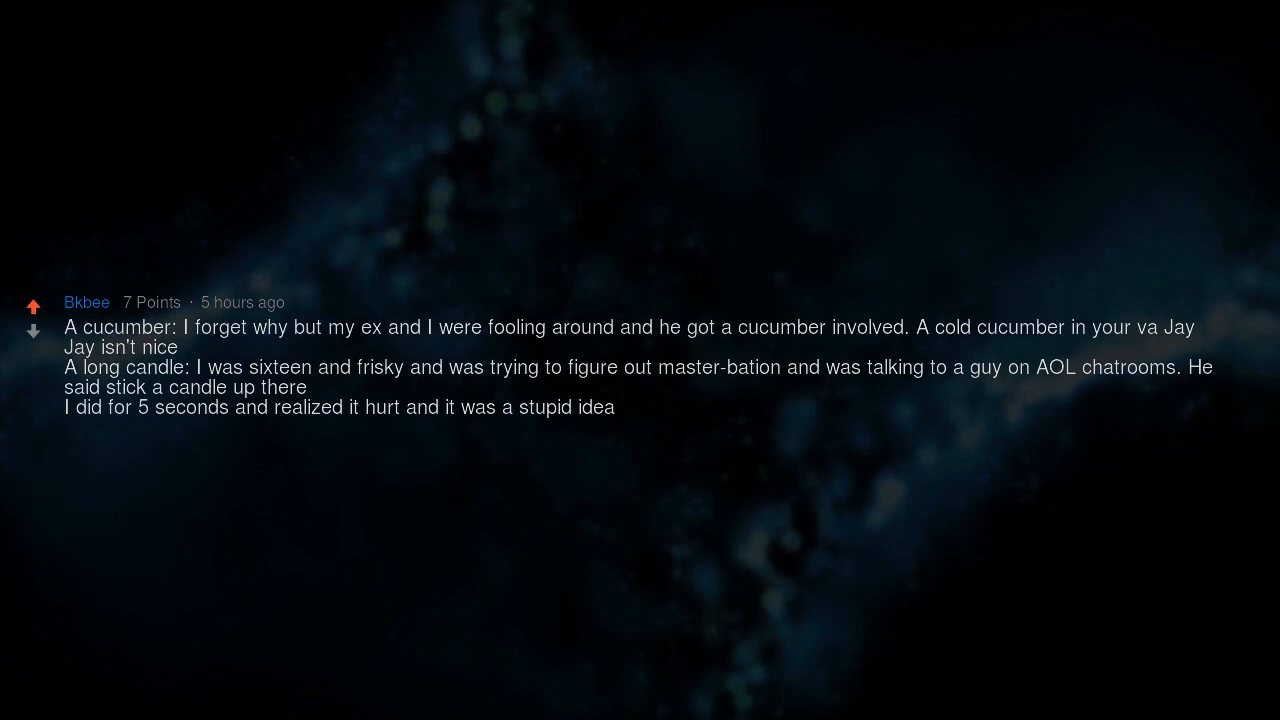 Bkbee 7 Points · 5 hours ago
A cucumber: I forget why but my ex and I were fooling around and he got a cucumber involved. A cold cucumber in your va Jay
Jay isn't nice
A long candle: I was sixteen and frisky and was trying to figure out master-bation and was talking to a guy on AOL chatrooms. He
said stick a candle up there
I did for 5 seconds and realized it hurt and it was a stupid idea